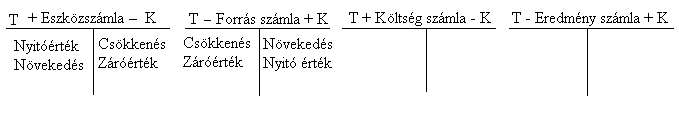 T + Eszközszámla – K
Nyitóérték Csökkenés
Növekedés Záróérték
T – Forrás számla + K
Csökkenés Növekedés
Záróérték Nyitó érték
T + Költség számla - K
T - Eredmény számla + K